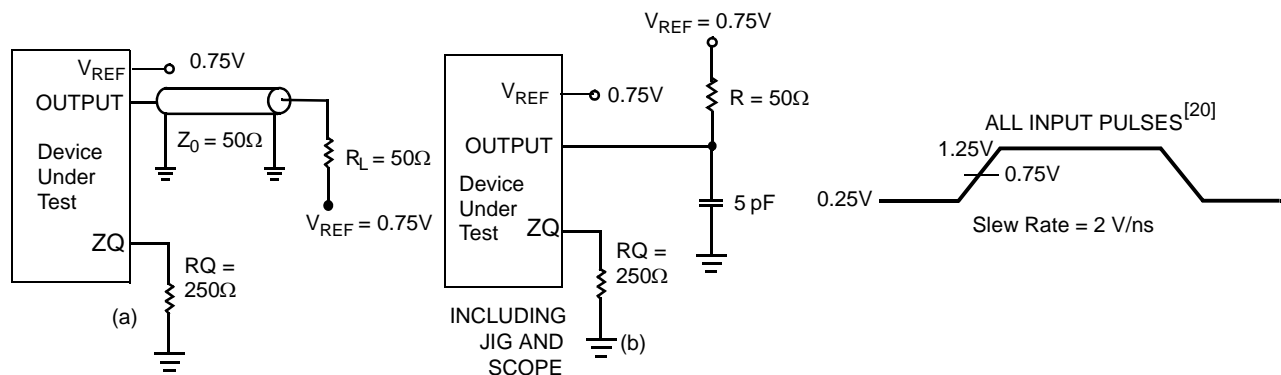 V_REF 0.75V
OUTPUT
Z_0 = 50Ω
Device
Under
Test
R_L = 50Ω
V_REF = 0.75V
ZQ
RQ =
250Ω
(a)
V_REF = 0.75V
V_REF 0.75V
R = 50Ω
OUTPUT
Device
Under
Test
5 pF
ZQ
RQ =
250Ω
INCLUDING
JIG AND
SCOPE
(b)
ALL INPUT PULSES[20]
1.25V
0.75V
0.25V
Slew Rate = 2 V/ns